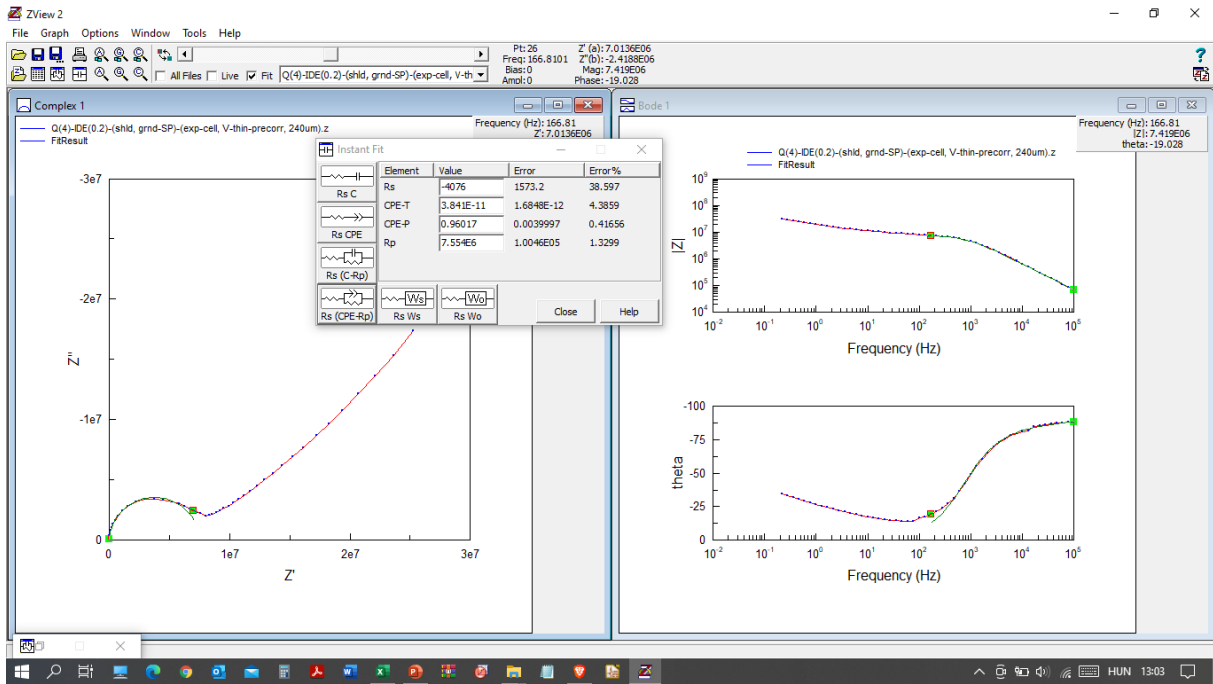 ZView 2
File Graph Options Window Tools Help
All Files Live Fit Q(4)-IDE(0.2)-(shld, grnd-SP)-(exp-cell, V-th
Pt: 26 Z' (a): 7.0136E06
Freq: 166.8101 Z''(b): -2.4188E06
Bias: 0 Mag: 7.419E06
Ampl: 0 Phase: -19.028
Complex 1
Q(4)-IDE(0.2)-(shld, grnd-SP)-(exp-cell, V-thin-precorr, 240um).z
FitResult
Frequency (Hz): 166.81
Z': 7.0136E06
-3e7
-2e7
-1e7
0
Z''
0 1e7 2e7 3e7
Z'
Instant Fit
Element Value Error Error%
Rs -4076 1573.2 38.597
CPE-T 3.841E-11 1.6848E-12 4.3859
CPE-P 0.96017 0.0039997 0.41656
Rp 7.554E6 1.0046E05 1.3299
Rs C
Rs CPE
Rs (C-Rp)
Rs (CPE-Rp)
Ws
Rs Ws
Wo
Rs Wo
Close Help
Bode 1
Frequency (Hz): 166.81
|Z|: 7.419E06
theta: -19.028
Q(4)-IDE(0.2)-(shld, grnd-SP)-(exp-cell, V-thin-precorr, 240um).z
FitResult
10⁹
10⁸
10⁷
10⁶
10⁵
10⁴
|Z|
10⁻² 10⁻¹ 10⁰ 10¹ 10² 10³ 10⁴ 10⁵
Frequency (Hz)
-100
-75
-50
-25
0
theta
10⁻² 10⁻¹ 10⁰ 10¹ 10² 10³ 10⁴ 10⁵
Frequency (Hz)
HUN 13:03